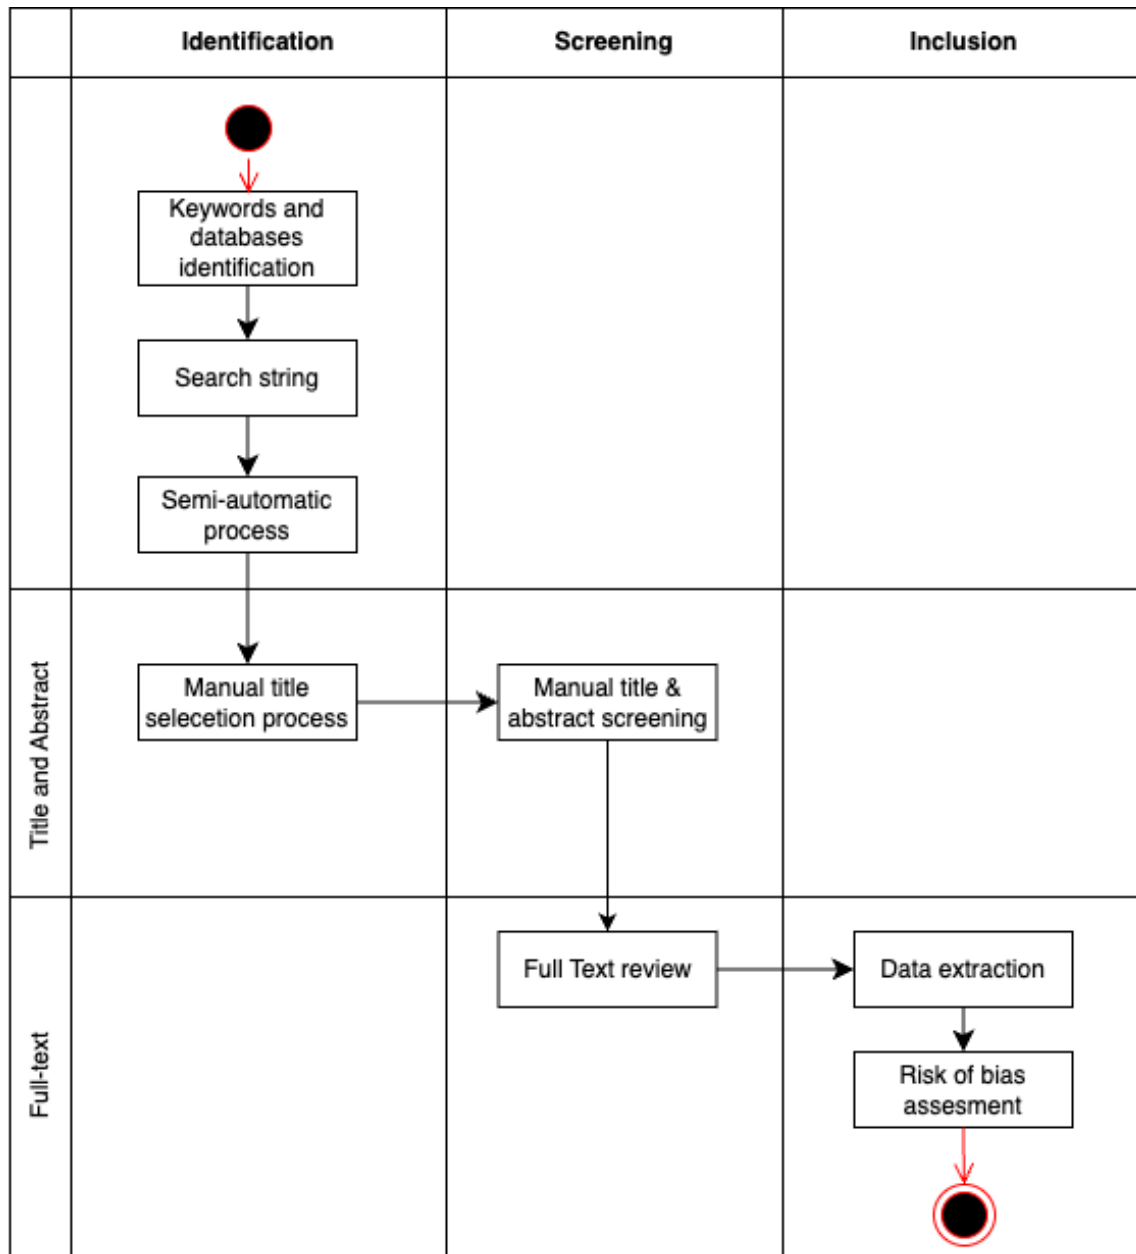 Identification
Screening
Inclusion
Keywords and
databases
identification
Search string
Semi-automatic
process
Title and Abstract
Manual title
selecetion process
Manual title &
abstract screening
Full-text
Full Text review
Data extraction
Risk of bias
assesment